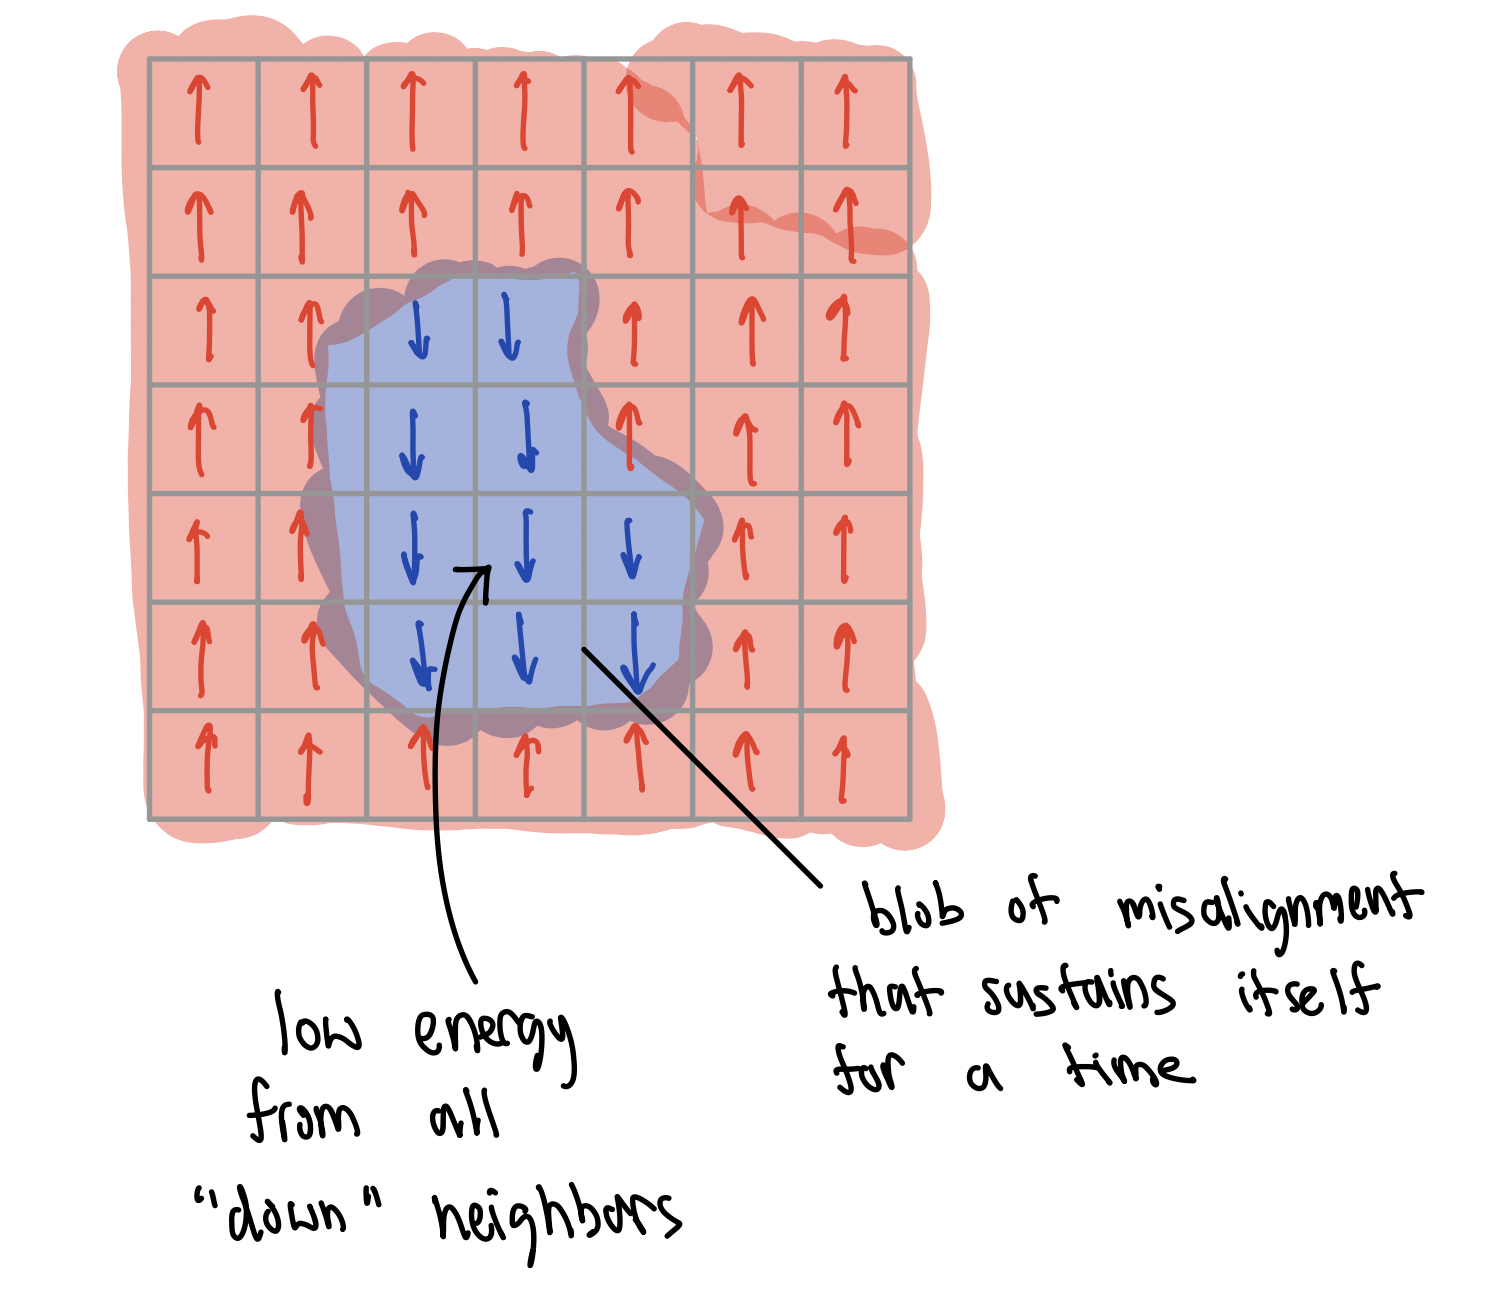 low energy
from all
"down" neighbors
blob of misalignment
that sustains itself
for a time